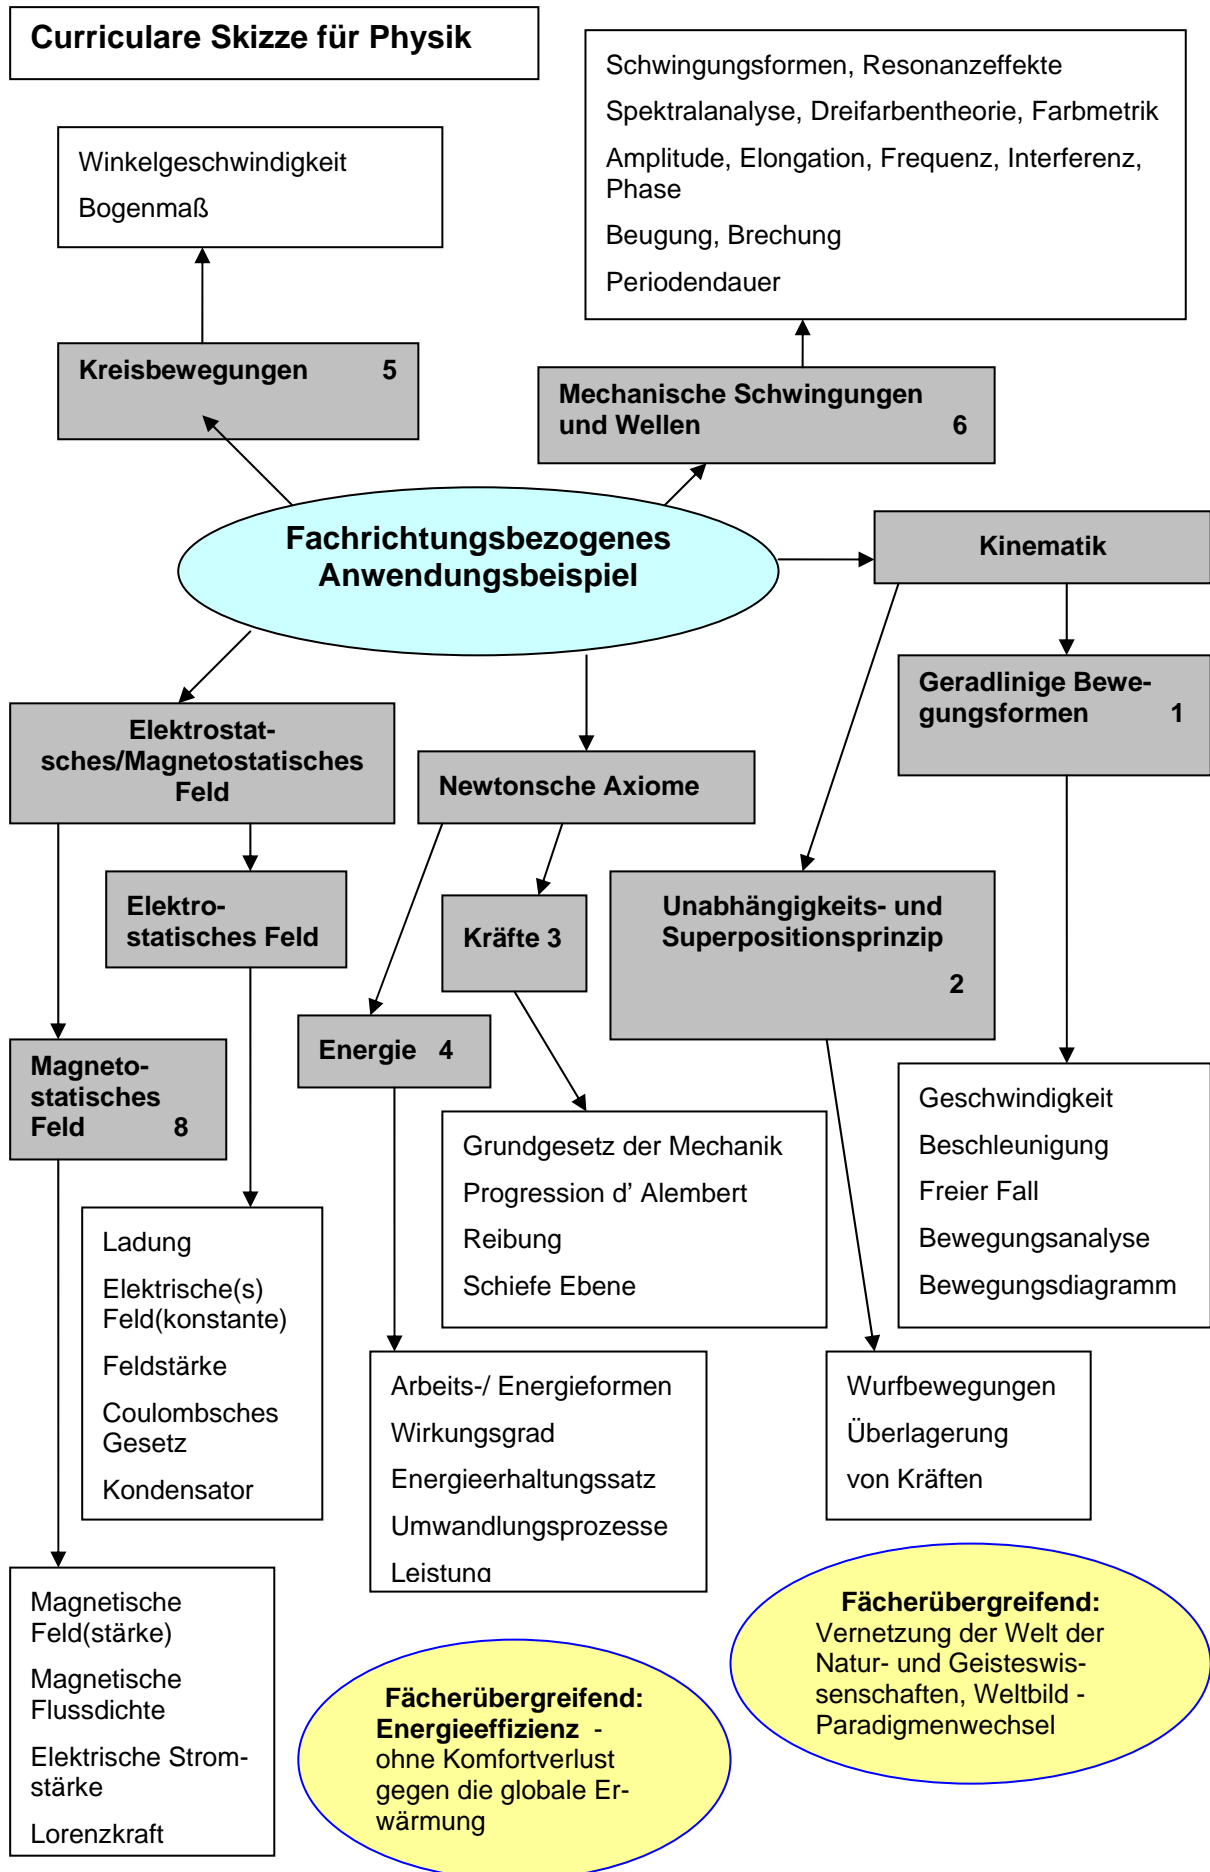 Curriculare Skizze für Physik
Schwingungsformen, Resonanzeffekte
Spektralanalyse, Dreifarbentheorie, Farbmetrik
Amplitude, Elongation, Frequenz, Interferenz,
Phase
Beugung, Brechung
Periodendauer
Winkelgeschwindigkeit
Bogenmaß
Kreisbewegungen 5
Mechanische Schwingungen
und Wellen 6
Fachrichtungsbezogenes
Anwendungsbeispiel
Kinematik
Geradlinige Bewe-
gungsformen 1
Elektrostat-
sches/Magnetostatisches
Feld
Newtonsche Axiome
Elektro-
statisches Feld
Kräfte 3
Unabhängigkeits- und
Superpositionsprinzip
2
Energie 4
Magneto-
statisches
Feld 8
Geschwindigkeit
Beschleunigung
Freier Fall
Bewegungsanalyse
Bewegungsdiagramm
Grundgesetz der Mechanik
Progression d’ Alembert
Reibung
Schiefe Ebene
Ladung
Elektrische(s)
Feld(konstante)
Feldstärke
Coulombsches
Gesetz
Kondensator
Arbeits-/ Energieformen
Wirkungsgrad
Energieerhaltungssatz
Umwandlungsprozesse
Leistung
Wurfbewegungen
Überlagerung
von Kräften
Magnetische
Feld(stärke)
Magnetische
Flussdichte
Elektrische Strom-
stärke
Lorenzkraft
Fächerübergreifend:
Energieeffizienz -
ohne Komfortverlust
gegen die globale Er-
wärmung
Fächerübergreifend:
Vernetzung der Welt der
Natur- und Geisteswis-
senschaften, Weltbild -
Paradigmenwechsel